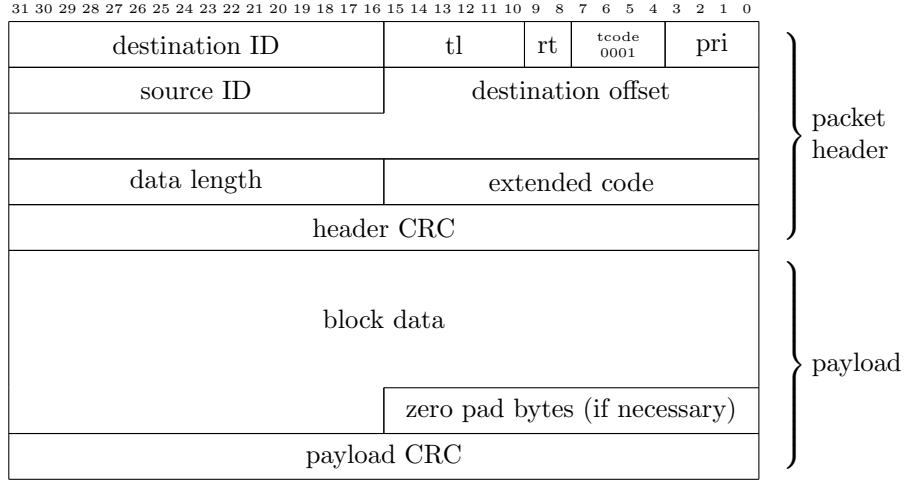 31 30 29 28 27 26 25 24 23 22 21 20 19 18 17 16 15 14 13 12 11 10 9 8 7 6 5 4 3 2 1 0
destination ID tl rt tcode 0001 pri
source ID destination offset
packet
header
data length extended code
header CRC
block data
payload
zero pad bytes (if necessary)
payload CRC